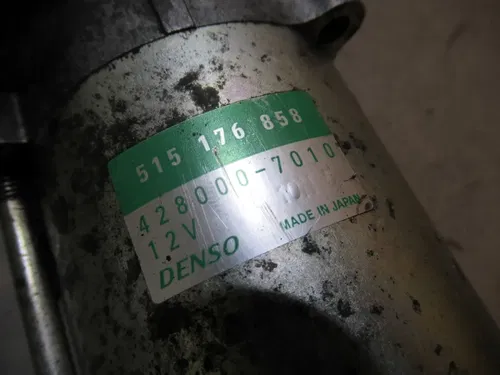 515 176 858
428000-7010
12V
DENSO MADE IN JAPAN